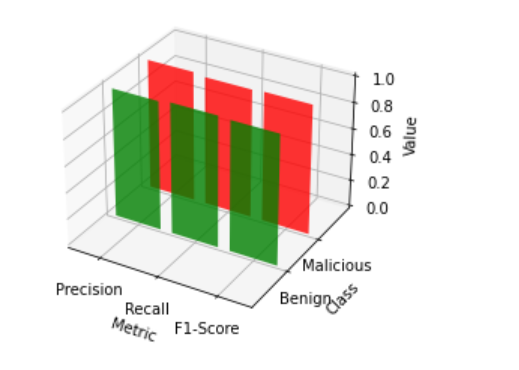 1.0
0.8
0.6
0.4
0.2
0.0
Value
Precision
Recall
F1-Score
Metric
Malicious
Benign
Class